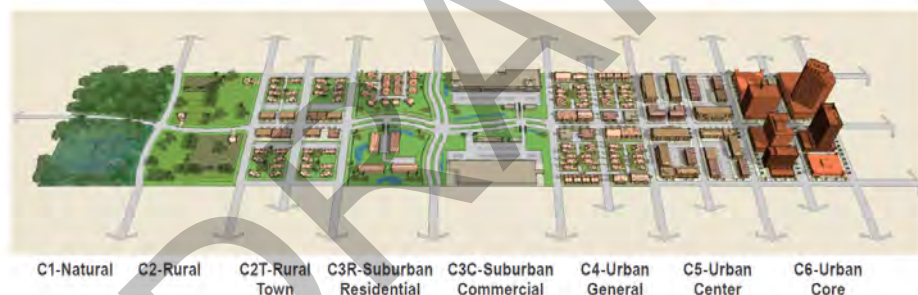 DRAFT
C1-Natural C2-Rural C2T-Rural C3R-Suburban C3C-Suburban C4-Urban C5-Urban C6-Urban
Town Residential Commercial General Center Core